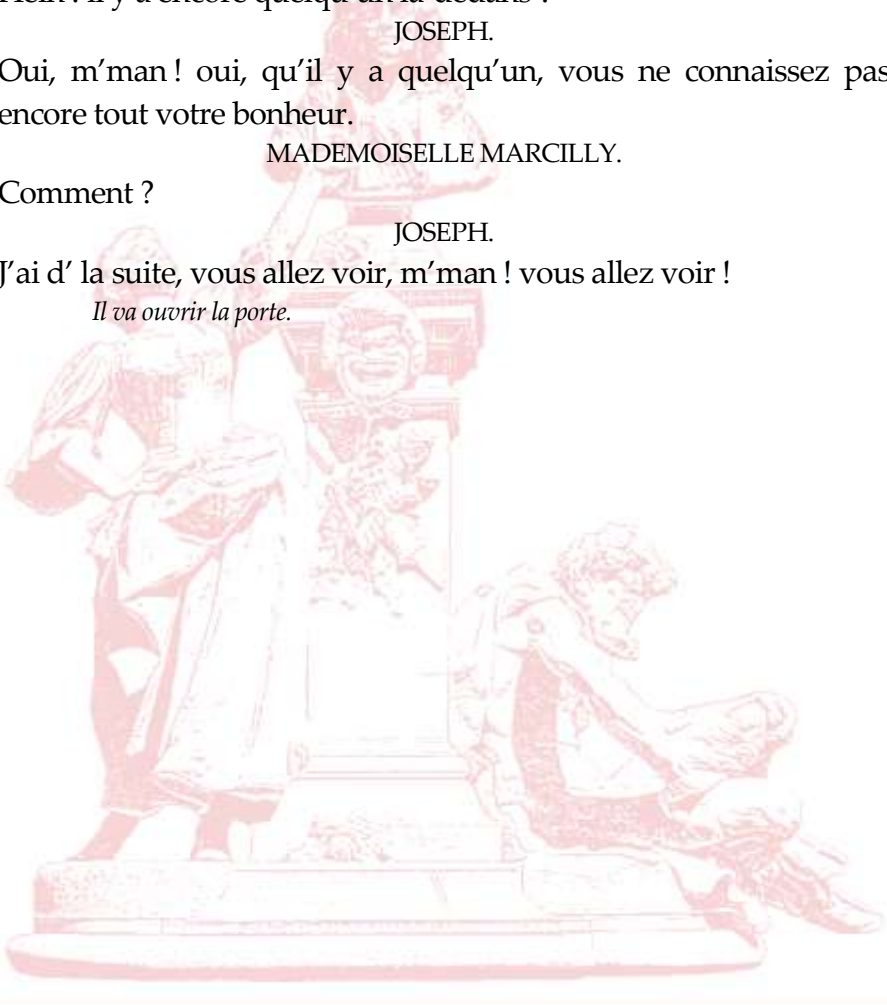 JOSEPH.
Oui, m’man ! oui, qu’il y a quelqu’un, vous ne connaissez pas
encore tout votre bonheur.
MADEMOISELLE MARCILLY.
Comment ?
JOSEPH.
J’ai d’ la suite, vous allez voir, m’man ! vous allez voir !
Il va ouvrir la porte.